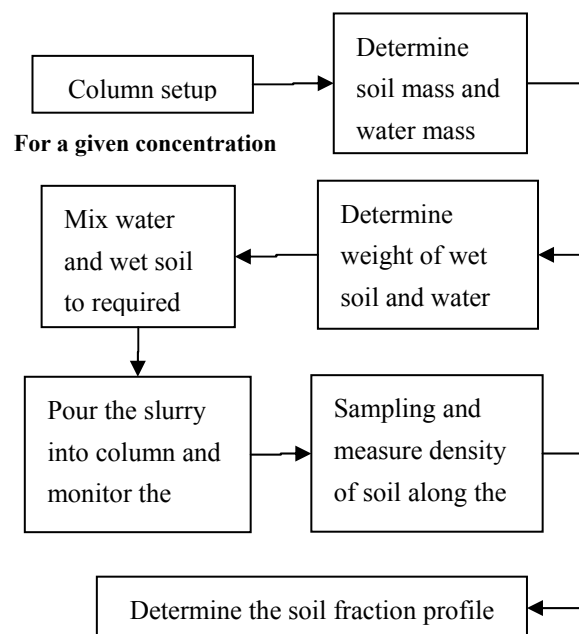 Column setup
For a given concentration
Determine
soil mass and
water mass
Determine
weight of wet
soil and water
Mix water
and wet soil
to required
Pour the slurry
into column and
monitor the
Sampling and
measure density
of soil along the
Determine the soil fraction profile